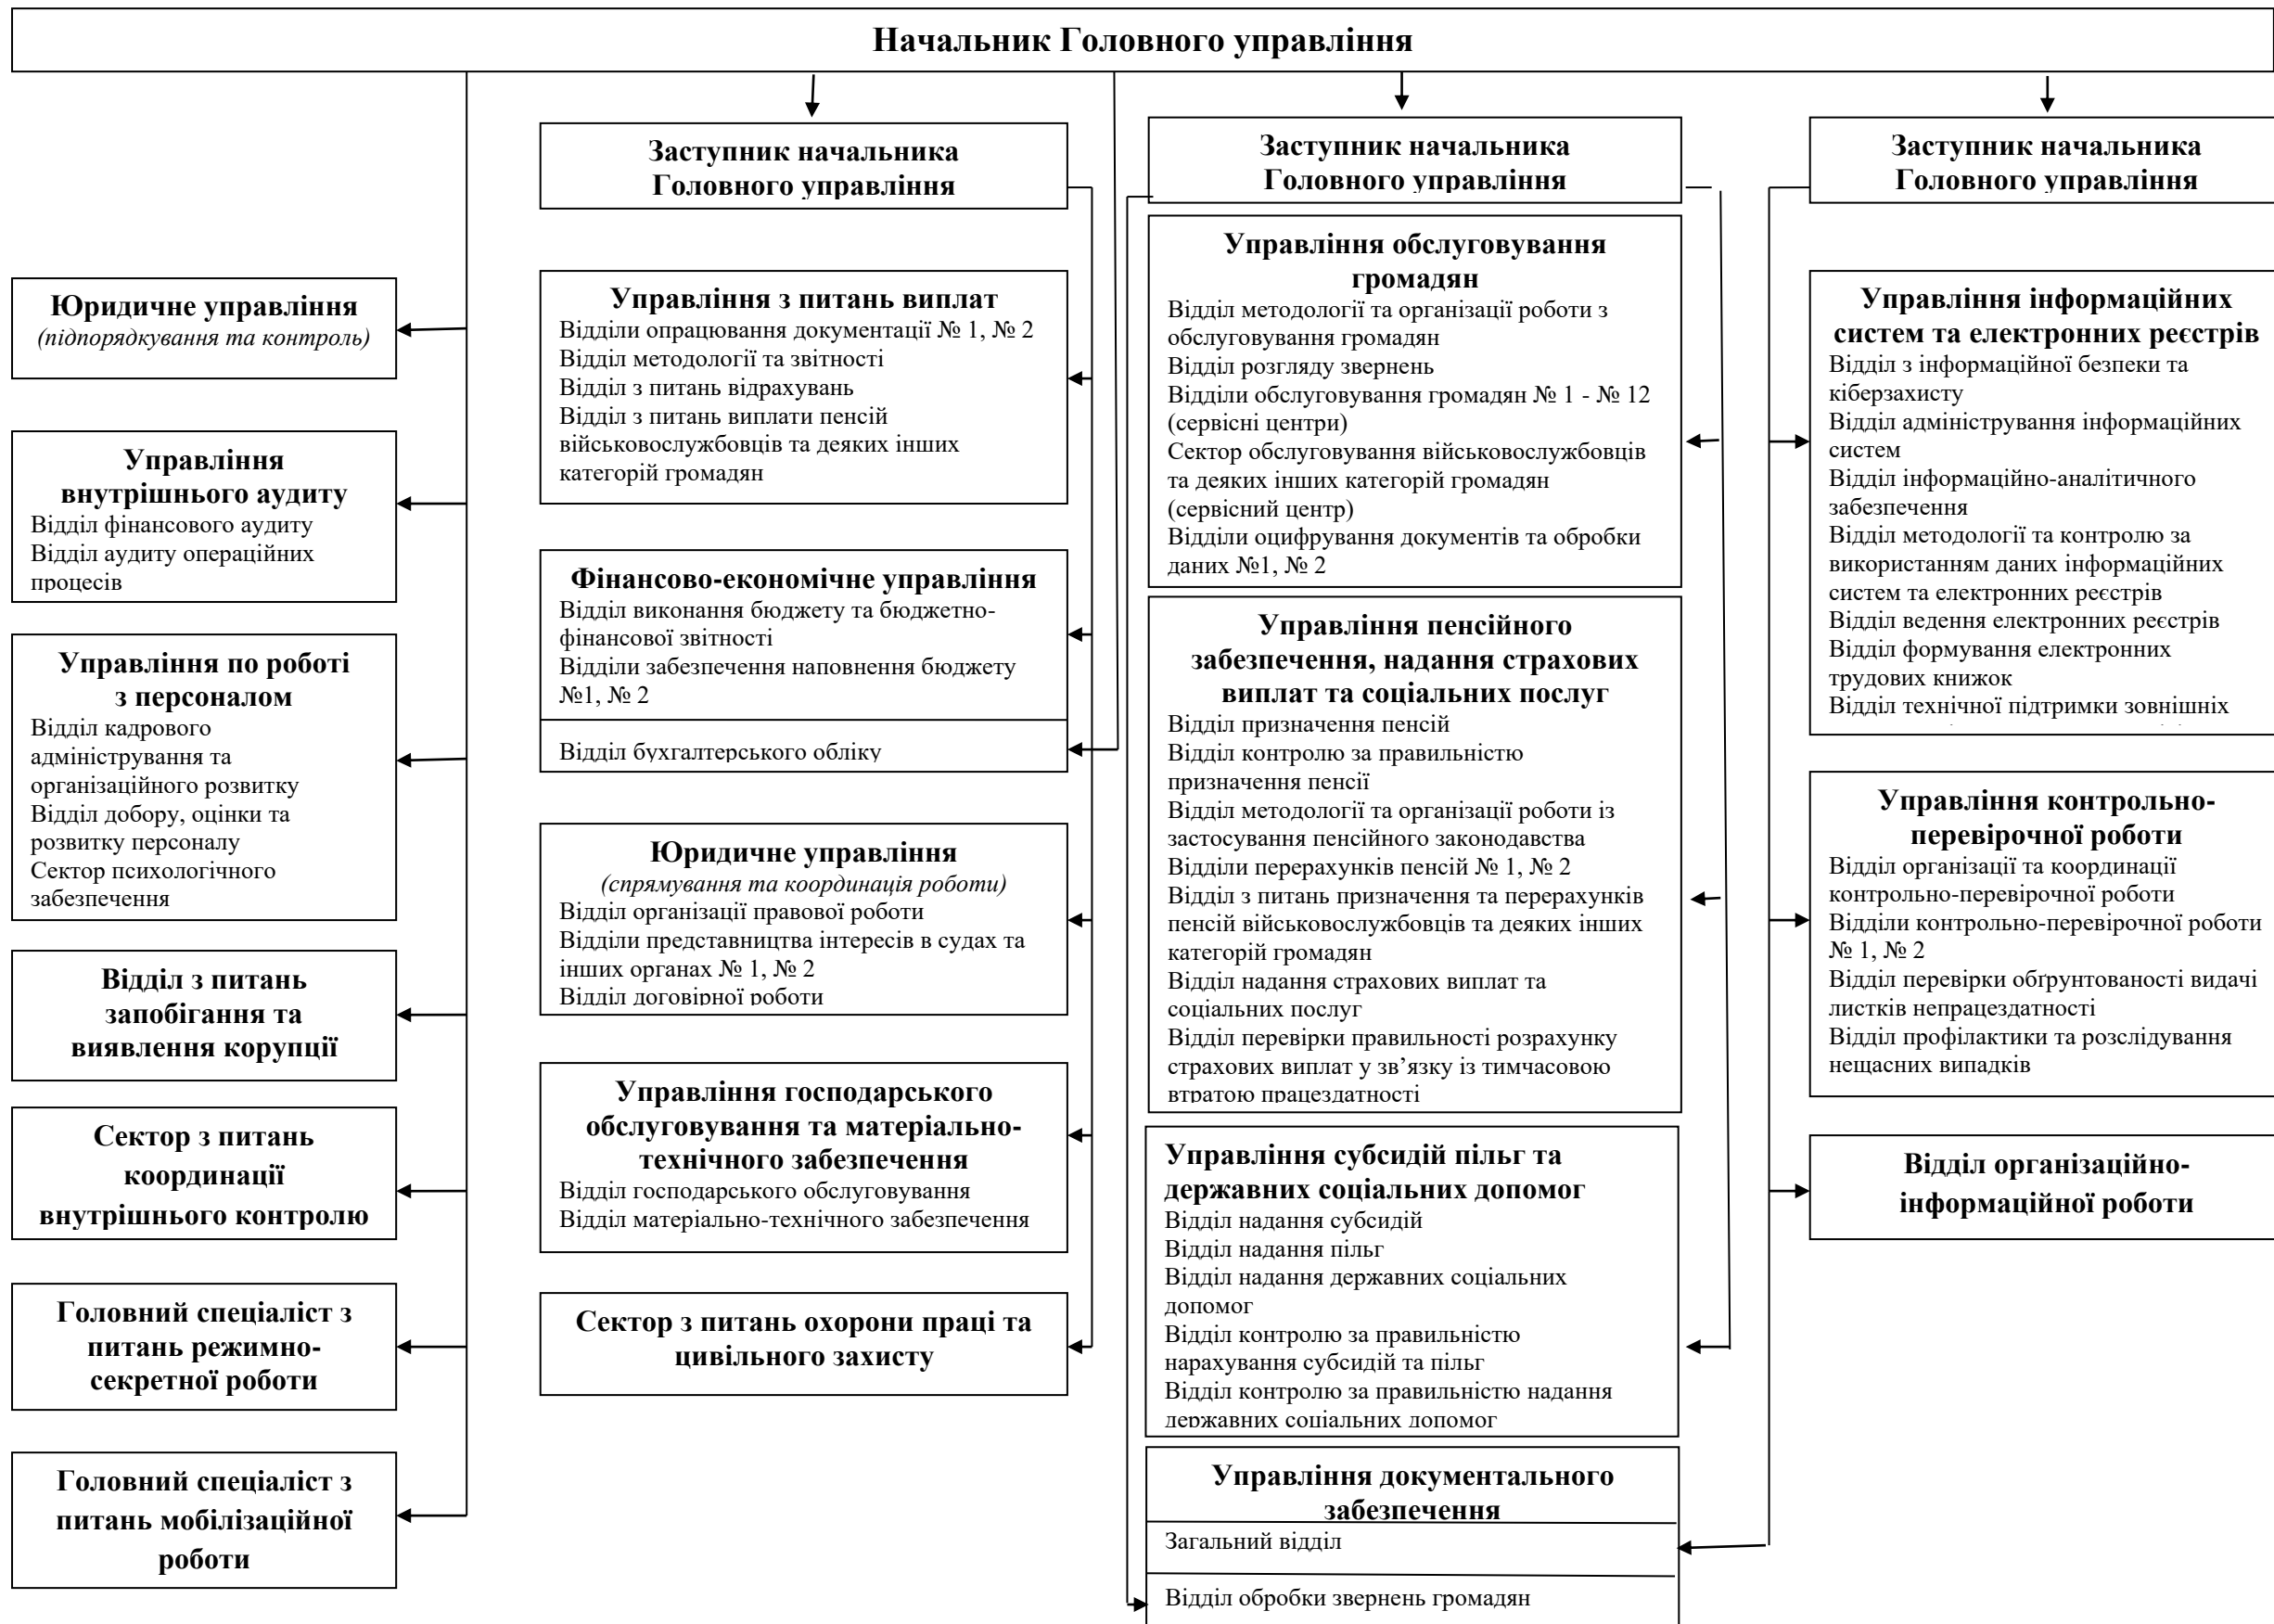 Начальник Головного управління
Юридичне управління
(підпорядкування та контроль)
Управління
внутрішнього аудиту
Відділ фінансового аудиту
Відділ аудиту операційних
процесів
Управління по роботі
з персоналом
Відділ кадрового
адміністрування та
організаційного розвитку
Відділ добору, оцінки та
розвитку персоналу
Сектор психологічного
забезпечення
Відділ з питань
запобігання та
виявлення корупції
Сектор з питань
координації
внутрішнього контролю
Головний спеціаліст з
питань режимно-
секретної роботи
Головний спеціаліст з
питань мобілізаційної
роботи
Заступник начальника
Головного управління
Управління з питань виплат
Відділи опрацювання документації № 1, № 2
Відділ методології та звітності
Відділ з питань відрахувань
Відділ з питань виплати пенсій
військовослужбовців та деяких інших
категорій громадян
Фінансово-економічне управління
Відділ виконання бюджету та бюджетно-
фінансової звітності
Відділи забезпечення наповнення бюджету
№1, № 2
Відділ бухгалтерського обліку
Юридичне управління
(спрямування та координація роботи)
Відділ організації правової роботи
Відділи представництва інтересів в судах та
інших органах № 1, № 2
Відділ договірної роботи
Управління господарського
обслуговування та матеріально-
технічного забезпечення
Відділ господарського обслуговування
Відділ матеріально-технічного забезпечення
Сектор з питань охорони праці та
цивільного захисту
Заступник начальника
Головного управління
Управління обслуговування
громадян
Відділ методології та організації роботи з
обслуговування громадян
Відділ розгляду звернень
Відділи обслуговування громадян № 1 - № 12
(сервісні центри)
Сектор обслуговування військовослужбовців
та деяких інших категорій громадян
(сервісний центр)
Відділи оцифрування документів та обробки
даних №1, № 2
Управління пенсійного
забезпечення, надання страхових
виплат та соціальних послуг
Відділ призначення пенсій
Відділ контролю за правильністю
призначення пенсії
Відділ методології та організації роботи із
застосування пенсійного законодавства
Відділи перерахунків пенсій № 1, № 2
Відділ з питань призначення та перерахунків
пенсій військовослужбовців та деяких інших
категорій громадян
Відділ надання страхових виплат та
соціальних послуг
Відділ перевірки правильності розрахунку
страхових виплат у зв’язку із тимчасовою
втратою працездатності
Управління субсидій пільг та
державних соціальних допомог
Відділ надання субсидій
Відділ надання пільг
Відділ надання державних соціальних
допомог
Відділ контролю за правильністю
нарахування субсидій та пільг
Відділ контролю за правильністю надання
державних соціальних допомог
Управління документального
забезпечення
Загальний відділ
Відділ обробки звернень громадян
Заступник начальника
Головного управління
Управління інформаційних
систем та електронних реєстрів
Відділ з інформаційної безпеки та
кіберзахисту
Відділ адміністрування інформаційних
систем
Відділ інформаційно-аналітичного
забезпечення
Відділ методології та контролю за
використанням даних інформаційних
систем та електронних реєстрів
Відділ ведення електронних реєстрів
Відділ формування електронних
трудових книжок
Відділ технічної підтримки зовнішніх
Управління контрольно-
перевірочної роботи
Відділ організації та координації
контрольно-перевірочної роботи
Відділи контрольно-перевірочної роботи
№ 1, № 2
Відділ перевірки обґрунтованості видачі
листків непрацездатності
Відділ профілактики та розслідування
нещасних випадків
Відділ організаційно-
інформаційної роботи